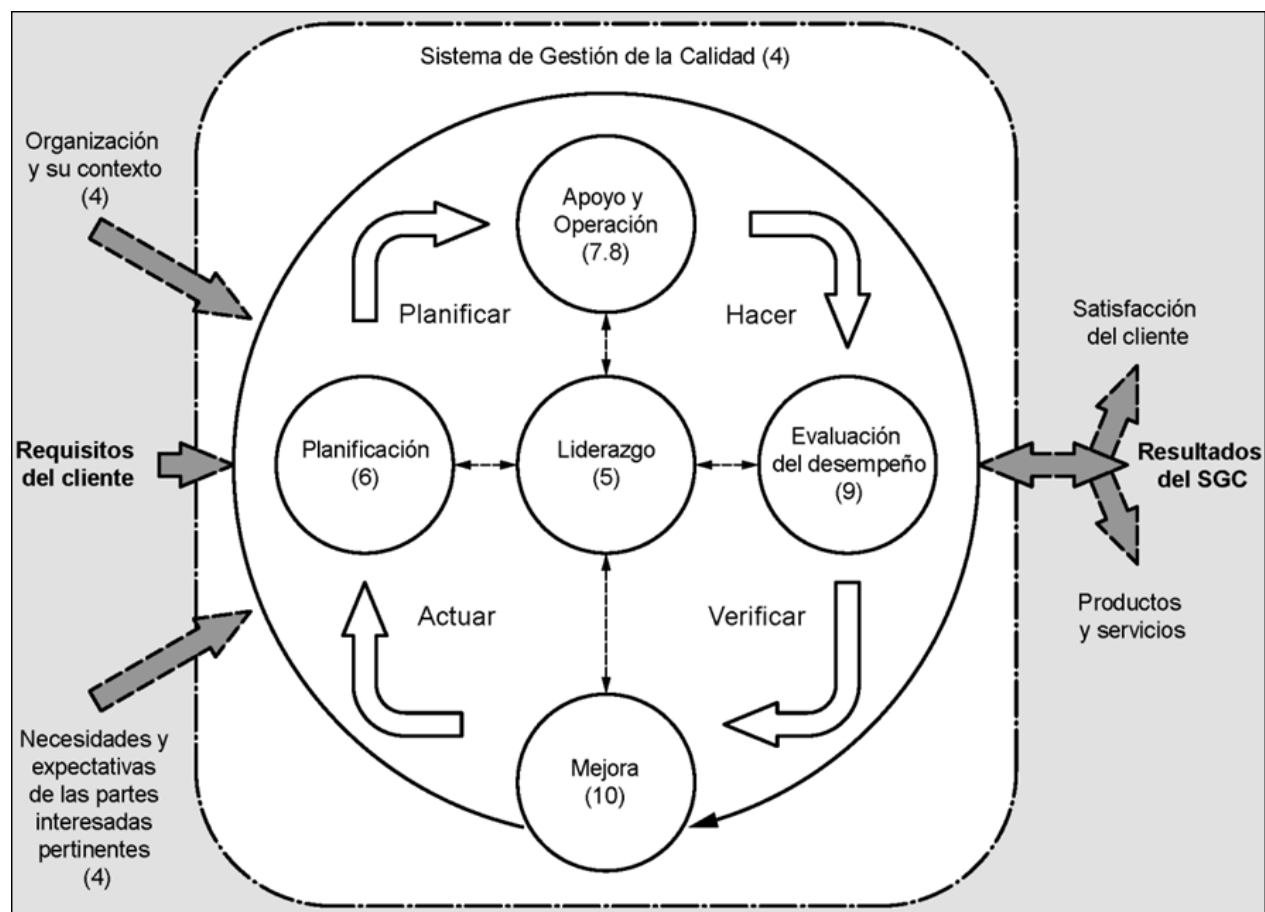 Sistema de Gestión de la Calidad (4)
Organización
y su contexto
(4)
Apoyo y
Operación
(7.8)
Planificar
Hacer
Satisfacción
del cliente
Requisitos
del cliente
Planificación
(6)
Liderazgo
(5)
Evaluación
del desempeño
(9)
Resultados
del SGC
Actuar
Verificar
Productos
y servicios
Necesidades y
expectativas
de las partes
interesadas
pertinentes
(4)
Mejora
(10)